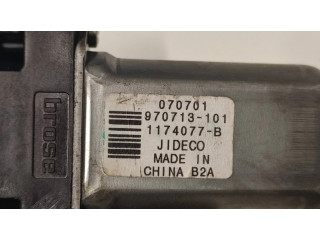 brose
070701
970713-101
1174077-B
JIDECO
MADE IN
CHINA B2A